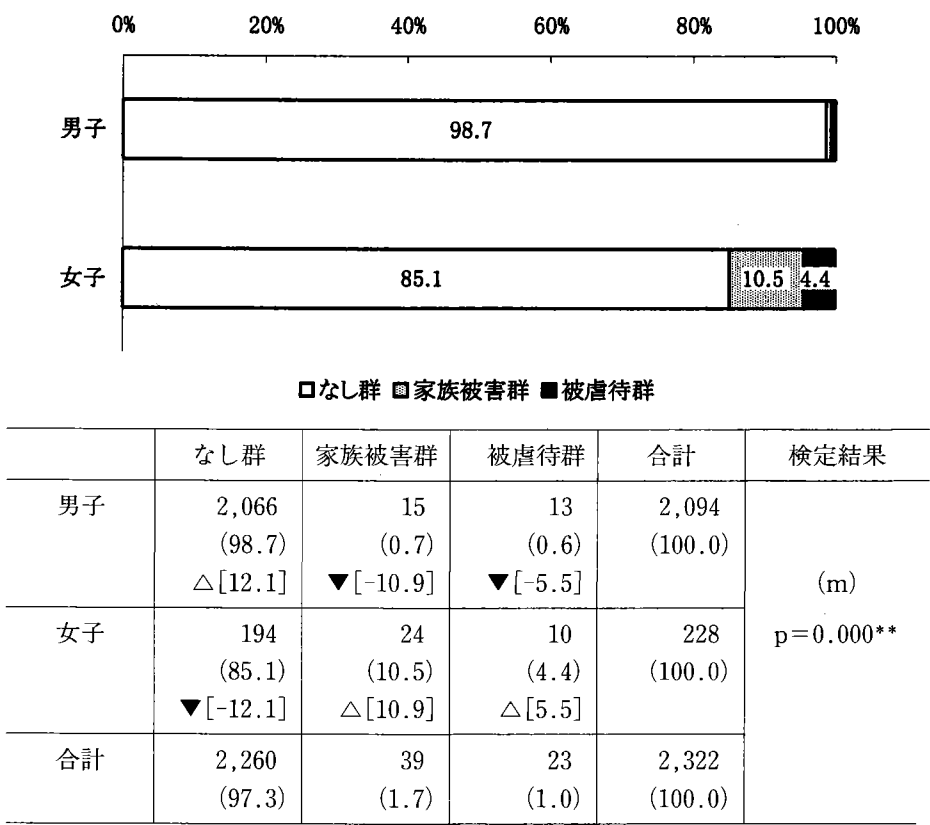 0% 20% 40% 60% 80% 100%
男子 98.7
女子 85.1 10.5 4.4
□なし群 ▩家族被害群 ■被虐待群
なし群 家族被害群 被虐待群 合計 検定結果
男子 2,066 15 13 2,094
(98.7) (0.7) (0.6) (100.0)
△[12.1] ▼[-10.9] ▼[-5.5] (m)
女子 194 24 10 228 p=0.000**
(85.1) (10.5) (4.4) (100.0)
▼[-12.1] △[10.9] △[5.5]
合計 2,260 39 23 2,322
(97.3) (1.7) (1.0) (100.0)